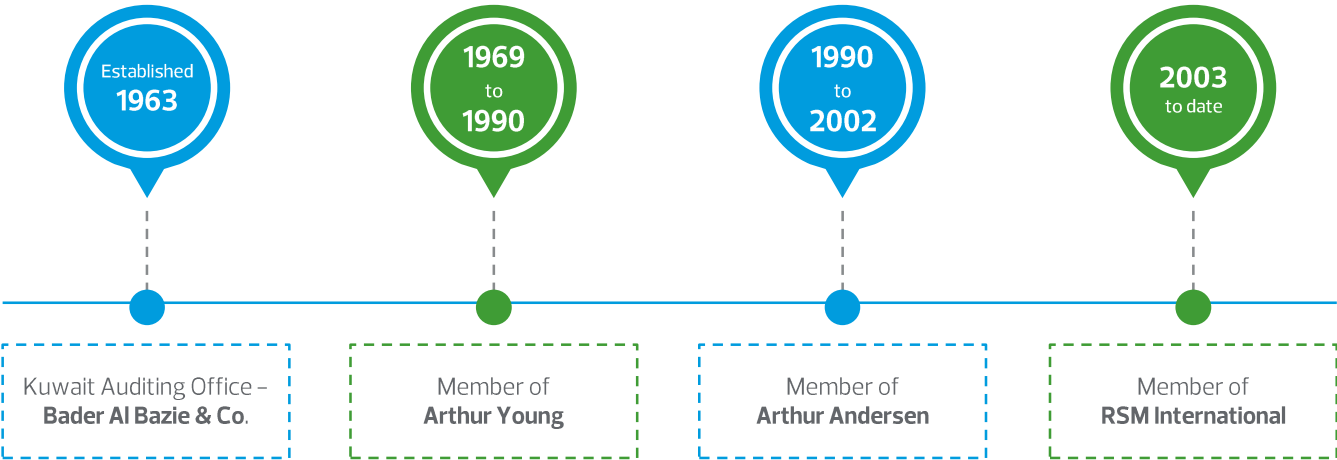 Established
1963
1969
to
1990
1990
to
2002
2003
to date
Kuwait Auditing Office –
Bader Al Bazie & Co.
Member of
Arthur Young
Member of
Arthur Andersen
Member of
RSM International